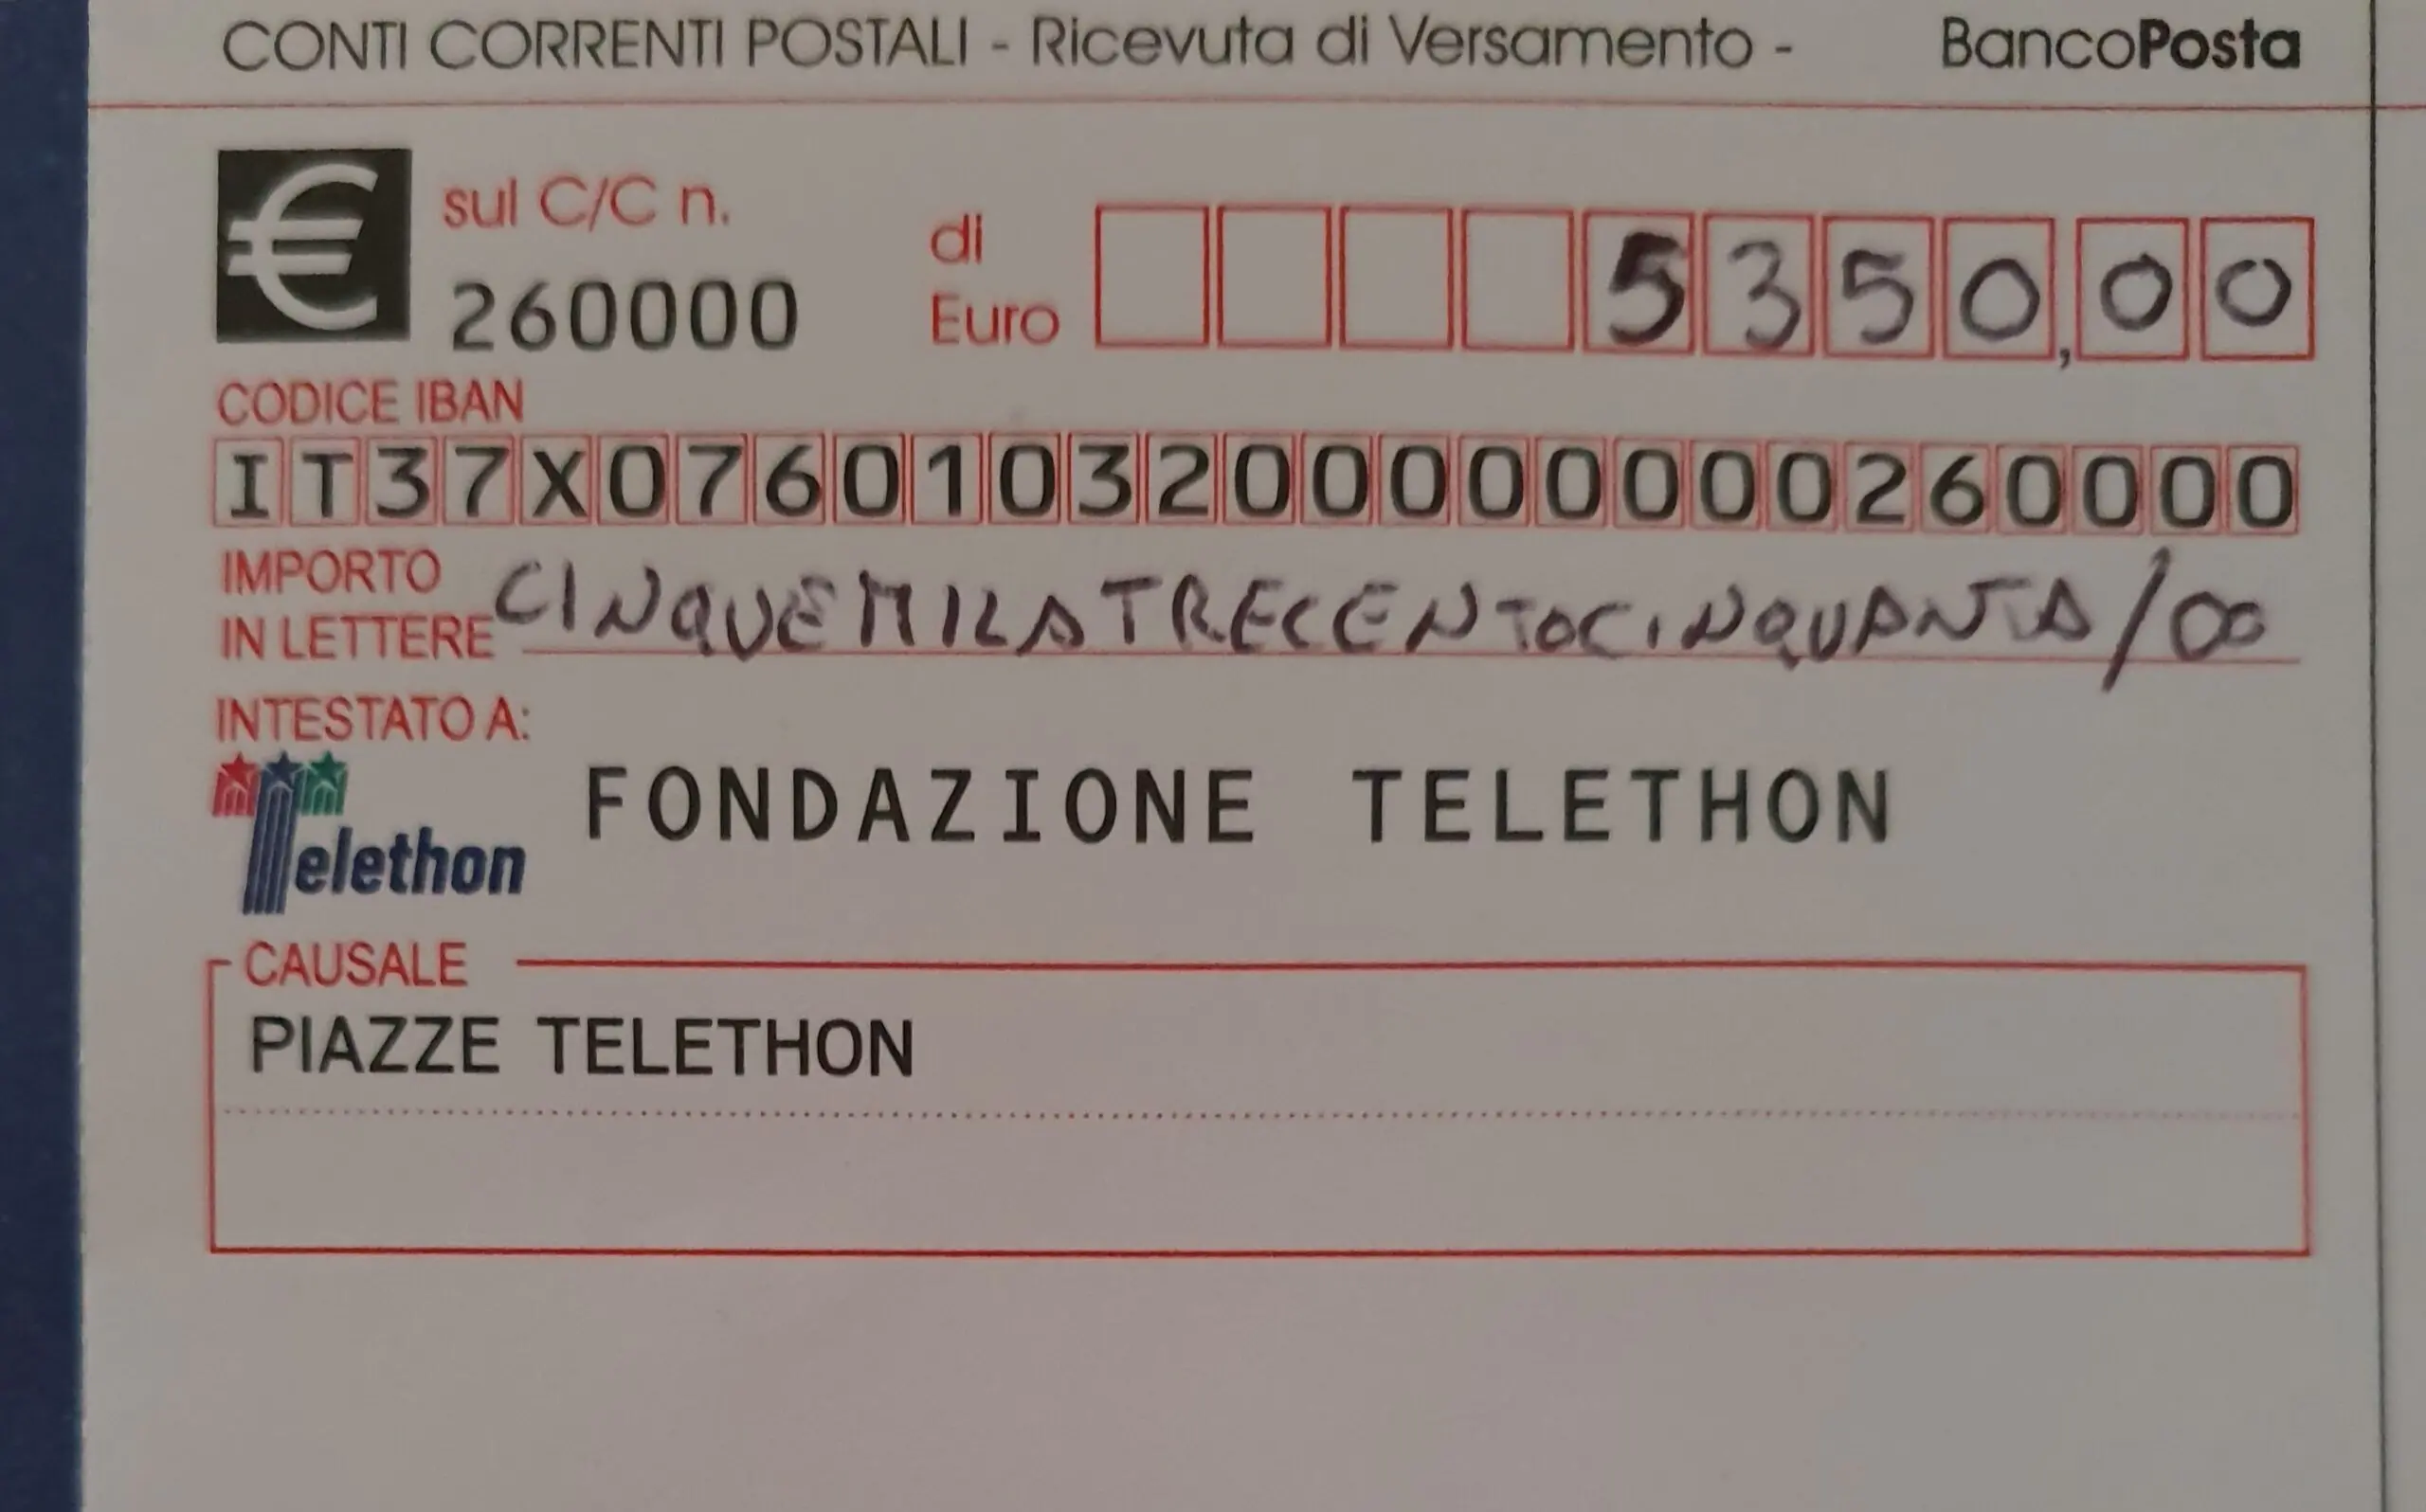 CONTI CORRENTI POSTALI - Ricevuta di Versamento - BancoPosta
€ sul C/C n. 260000 di Euro 5350,00
CODICE IBAN
IT37X0760103200000000260000
IMPORTO IN LETTERE CINQUEMILATRECENTOCINQUANTA/00
INTESTATO A:
Telethon FONDAZIONE TELETHON
CAUSALE
PIAZZE TELETHON